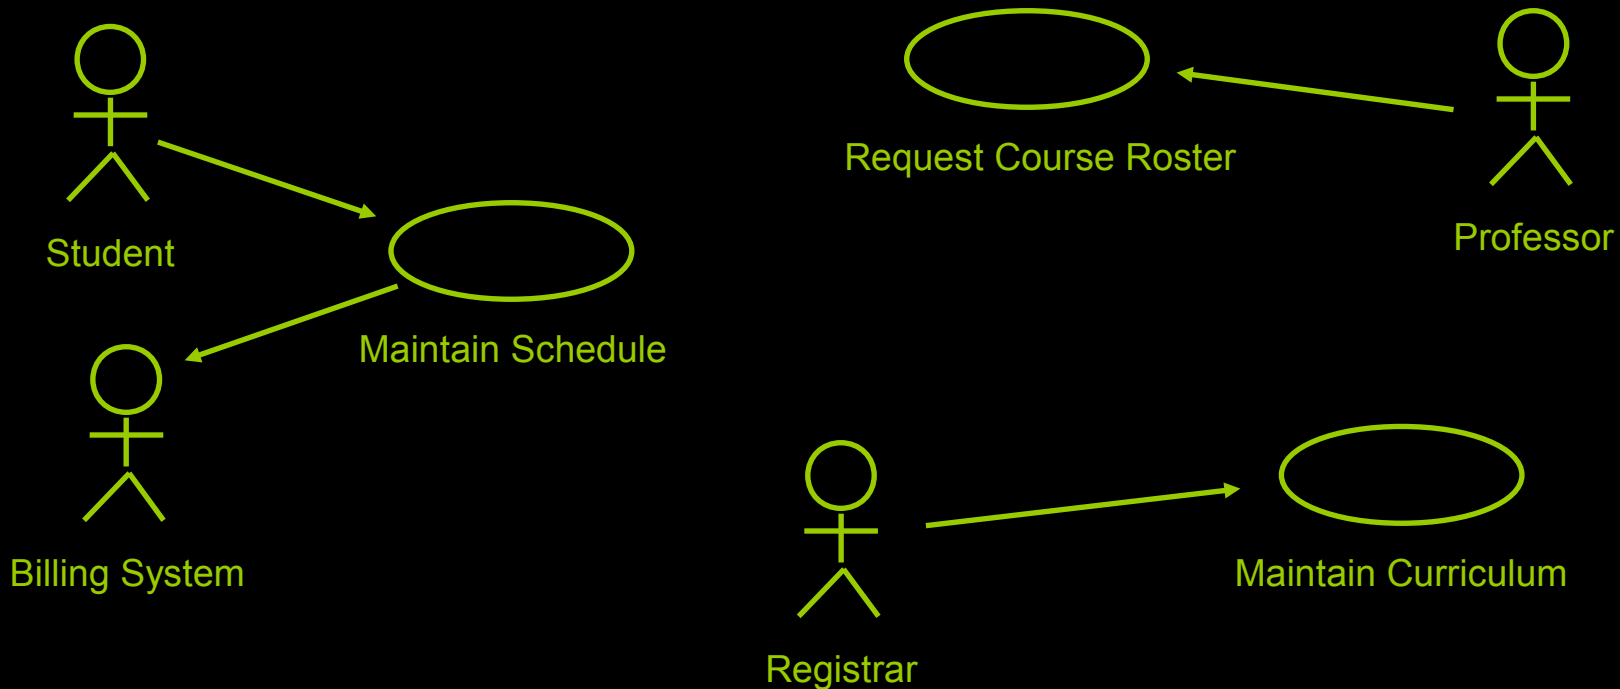 Request Course Roster
Professor
Student
Maintain Schedule
Billing System
Maintain Curriculum
Registrar